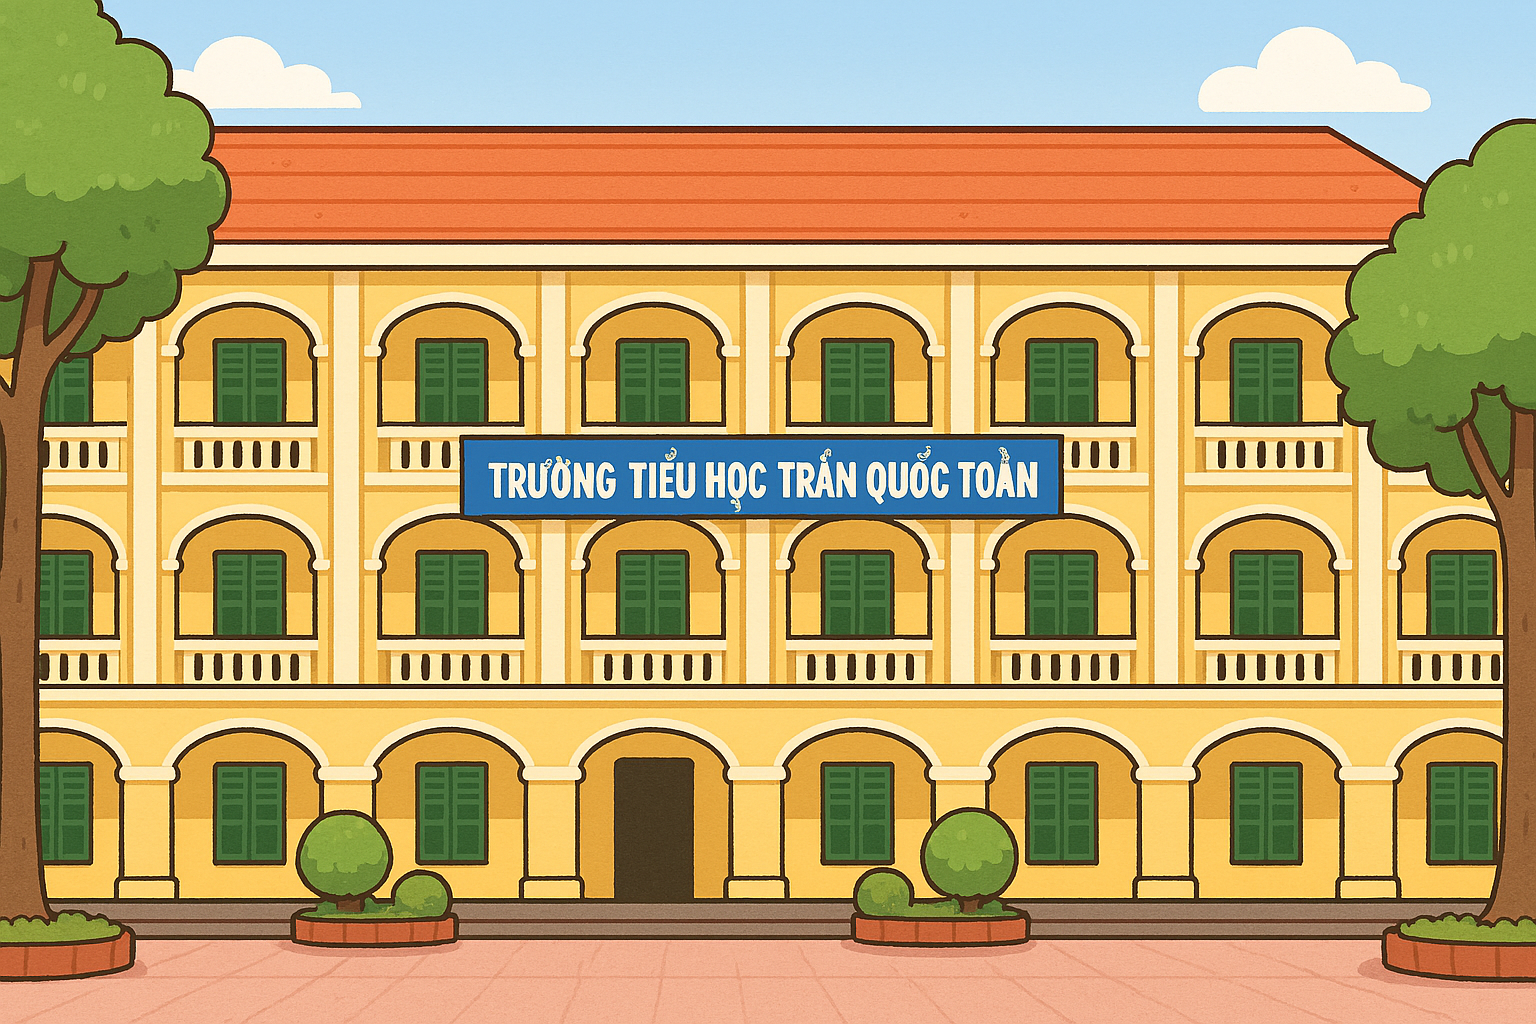 TRƯỜNG TIỂU HỌC TRẦN QUỐC TOẢN